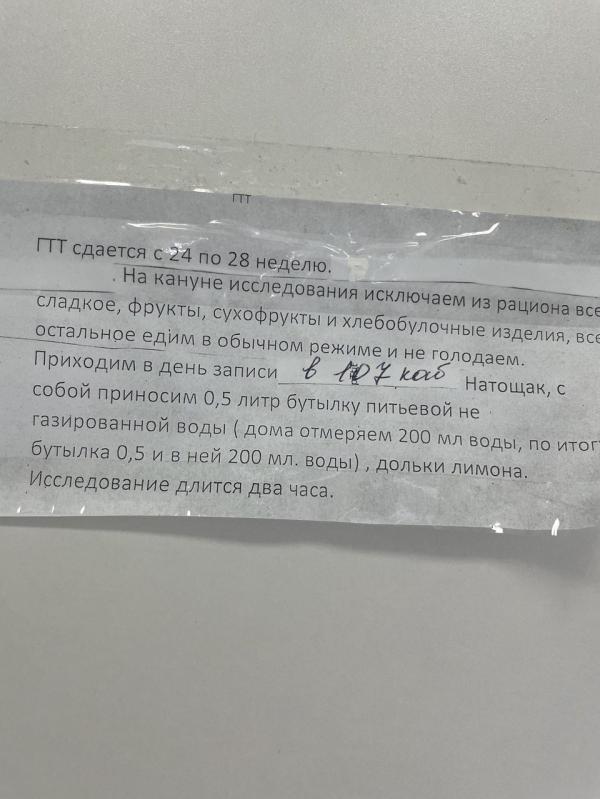 ГТТ
ГТТ сдается с 24 по 28 неделю.
. На кануне исследования исключаем из рациона все
сладкое, фрукты, сухофрукты и хлебобулочные изделия, все
остальное едим в обычном режиме и не голодаем.
Приходим в день записи в 107 каб Натощак, с
собой приносим 0,5 литр бутылку питьевой не
газированной воды ( дома отмеряем 200 мл воды, по итог
бутылка 0,5 и в ней 200 мл. воды) , дольки лимона.
Исследование длится два часа.